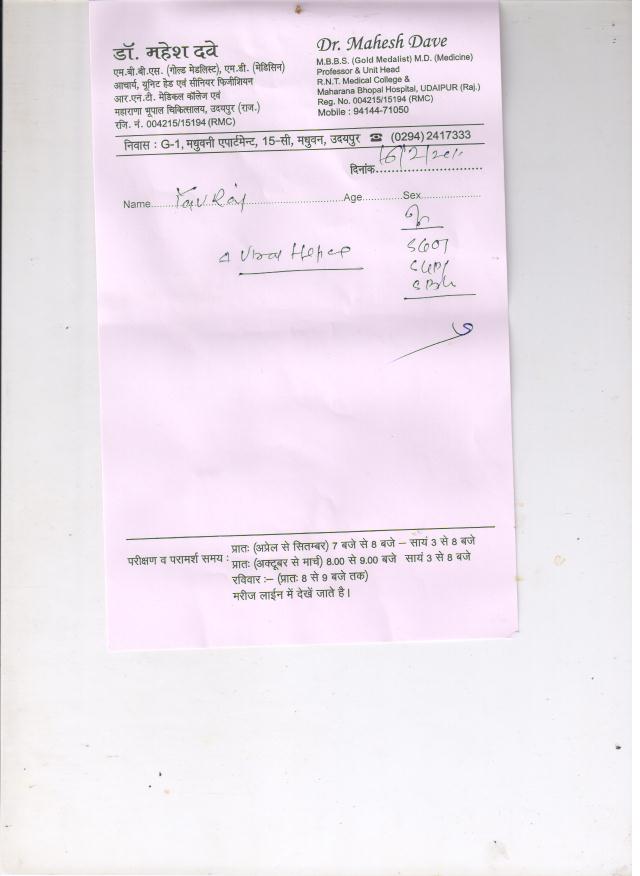 डॉ. महेश दवे
एम.बी.बी.एस. (गोल्ड मेडलिस्ट), एम.डी. (मेडिसिन)
आचार्य, यूनिट हेड एवं सीनियर फिजीशियन
आर.एन.टी. मेडिकल कॉलेज एवं
महाराणा भूपाल चिकित्सालय, उदयपुर (राज.)
रजि. नं. 004215/15194 (RMC)
Dr. Mahesh Dave
M.B.B.S. (Gold Medalist) M.D. (Medicine)
Professor & Unit Head
R.N.T. Medical College &
Maharana Bhopal Hospital, UDAIPUR (Raj.)
Reg. No. 004215/15194 (RMC)
Mobile : 94144-71050
निवास : G-1, मधुवनी एपार्टमेन्ट, 15-सी, मधुवन, उदयपुर ☎ (0294) 2417333
दिनांक 16/2/
Name Age Sex
SGOT
परीक्षण व परामर्श समय :
प्रातः (अप्रेल से सितम्बर) 7 बजे से 8 बजे – सायं 3 से 8 बजे
प्रातः (अक्टूबर से मार्च) 8.00 से 9.00 बजे सायं 3 से 8 बजे
रविवार :– (प्रातः 8 से 9 बजे तक)
मरीज लाईन में देखें जाते है।